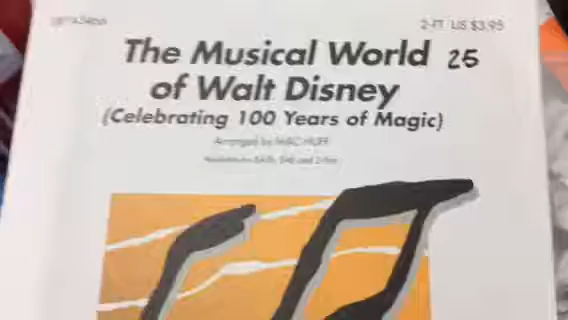 2-PT US $3.95
The Musical World 25
of Walt Disney
(Celebrating 100 Years of Magic)
Arranged by MAC HUFF